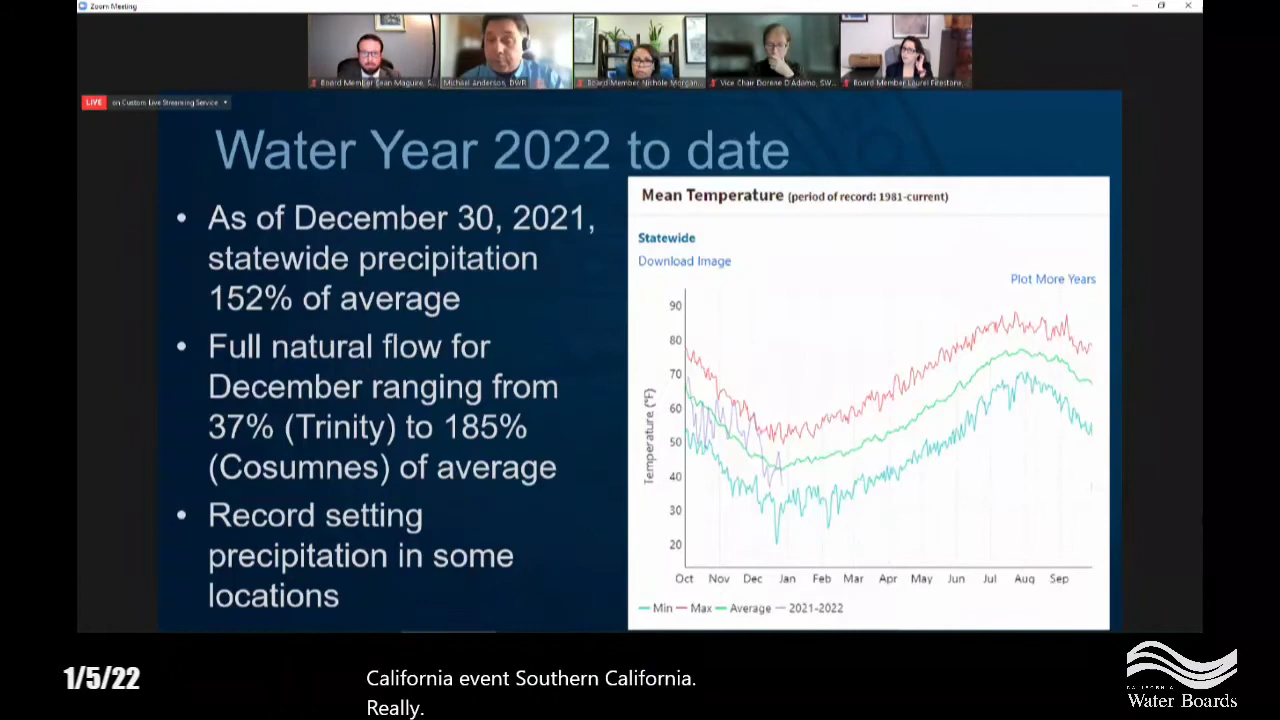 Zoom Meeting
Board Member Sean Maguire, S...
Michael Anderson, DWR
Board Member Nichole Morgan,
Vice Chair Dorene D'Adamo, SW...
Board Member Laurel Firestone,
LIVE on Custom Live Streaming Service
Water Year 2022 to date
• As of December 30, 2021,
statewide precipitation
152% of average
• Full natural flow for
December ranging from
37% (Trinity) to 185%
(Cosumnes) of average
• Record setting
precipitation in some
locations
Mean Temperature (period of record: 1981-current)
Statewide
Download Image
Plot More Years
Temperature (°F)
90
80
70
60
50
40
30
20
Oct Nov Dec Jan Feb Mar Apr May Jun Jul Aug Sep
Min Max Average 2021-2022
1/5/22
California event Southern California.
Really.
CALIFORNIA
Water Boards